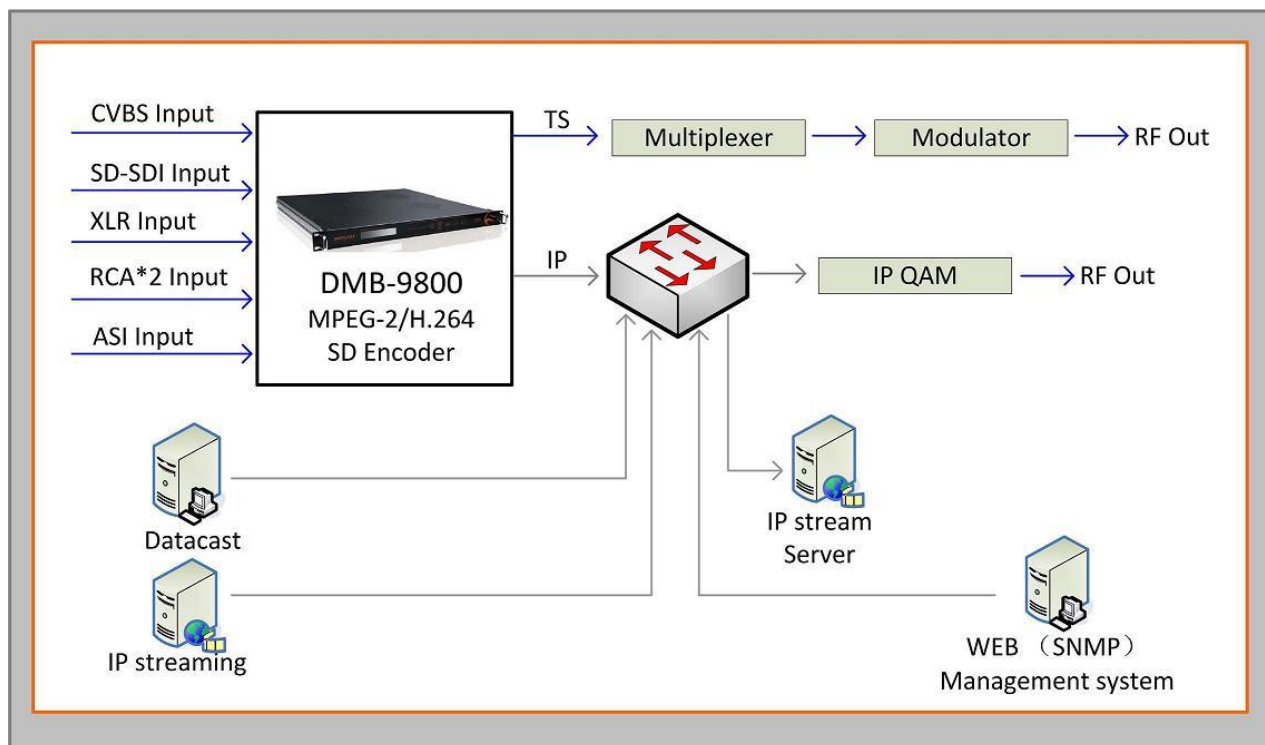 CVBS Input
SD-SDI Input
XLR Input
RCA*2 Input
ASI Input
DMB-9800
MPEG-2/H.264
SD Encoder
TS
Multiplexer
Modulator
RF Out
IP
IP QAM
RF Out
Datacast
IP streaming
IP stream
Server
WEB （SNMP）
Management system